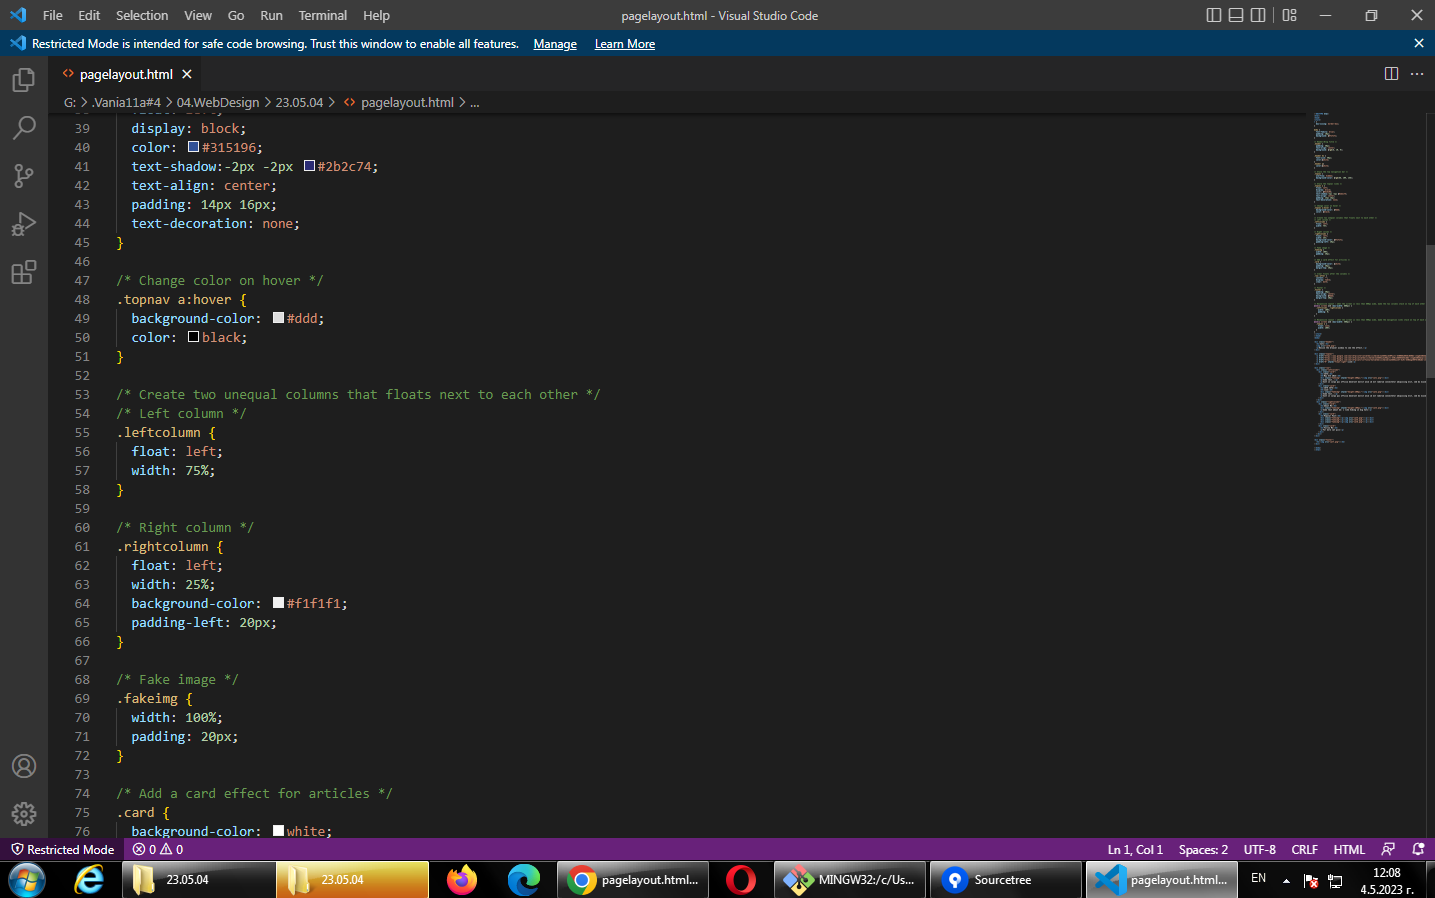 File Edit Selection View Go Run Terminal Help
pagelayout.html - Visual Studio Code
Restricted Mode is intended for safe code browsing. Trust this window to enable all features. Manage Learn More
pagelayout.html
G: > .Vania11a#4 > 04.WebDesign > 23.05.04 > pagelayout.html > ...
39 display: block;
40 color: #315196;
41 text-shadow:-2px -2px #2b2c74;
42 text-align: center;
43 padding: 14px 16px;
44 text-decoration: none;
45 }
46
47 /* Change color on hover */
48 .topnav a:hover {
49 background-color: #ddd;
50 color: black;
51 }
52
53 /* Create two unequal columns that floats next to each other */
54 /* Left column */
55 .leftcolumn {
56 float: left;
57 width: 75%;
58 }
59
60 /* Right column */
61 .rightcolumn {
62 float: left;
63 width: 25%;
64 background-color: #f1f1f1;
65 padding-left: 20px;
66 }
67
68 /* Fake image */
69 .fakeimg {
70 width: 100%;
71 padding: 20px;
72 }
73
74 /* Add a card effect for articles */
75 .card {
76 background-color: white;
Restricted Mode 0 0 Ln 1, Col 1 Spaces: 2 UTF-8 CRLF HTML
23.05.04 23.05.04 pagelayout.html... MINGW32:/c/Us... Sourcetree pagelayout.html... EN 12:08
4.5.2023 г.